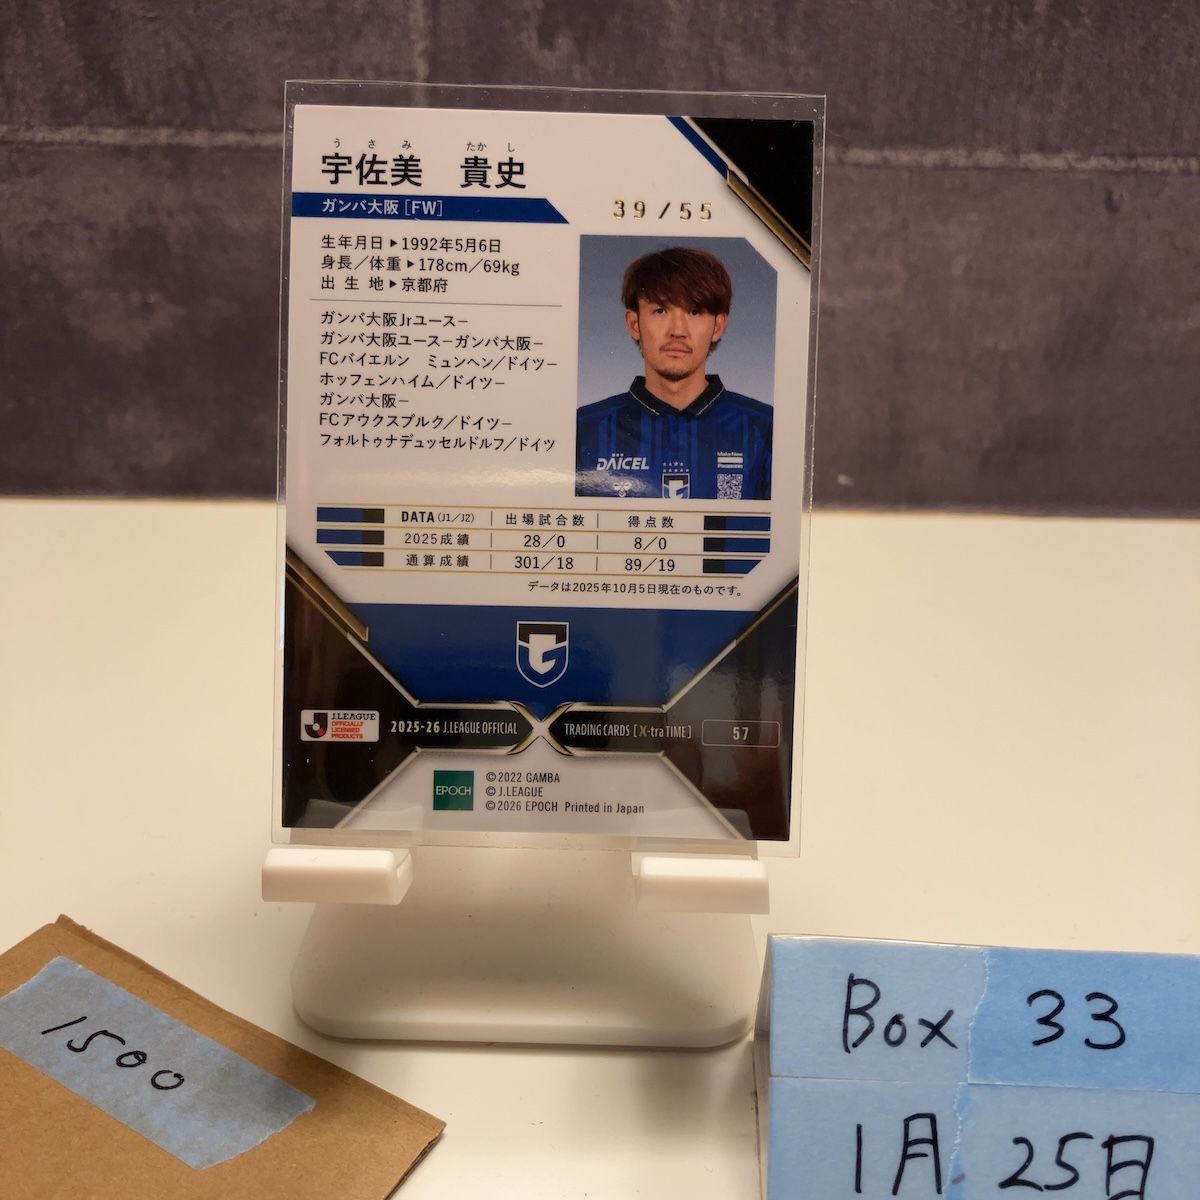 うさみ たかし
宇佐美 貴史
ガンバ大阪 [FW]
39/55
生年月日▶1992年5月6日
身長／体重▶178cm／69kg
出生地▶京都府
ガンバ大阪Jrユース−
ガンバ大阪ユース−ガンバ大阪−
FCバイエルン ミュンヘン／ドイツ−
ホッフェンハイム／ドイツ−
ガンバ大阪−
FCアウクスブルク／ドイツ−
フォルトゥナデュッセルドルフ／ドイツ
DAICEL
Panasonic
DATA(J1／J2) 出場試合数 得点数
2025成績 28／0 8／0
通算成績 301／18 89／19
データは2025年10月5日現在のものです。
J.LEAGUE
OFFICIALLY
LICENSED
PRODUCTS
2025-26 J.LEAGUE OFFICIAL TRADING CARDS [X-tra TIME] 57
EPOCH
©2022 GAMBA
©J.LEAGUE
©2026 EPOCH Printed in Japan
1500
Box 33
1月25日